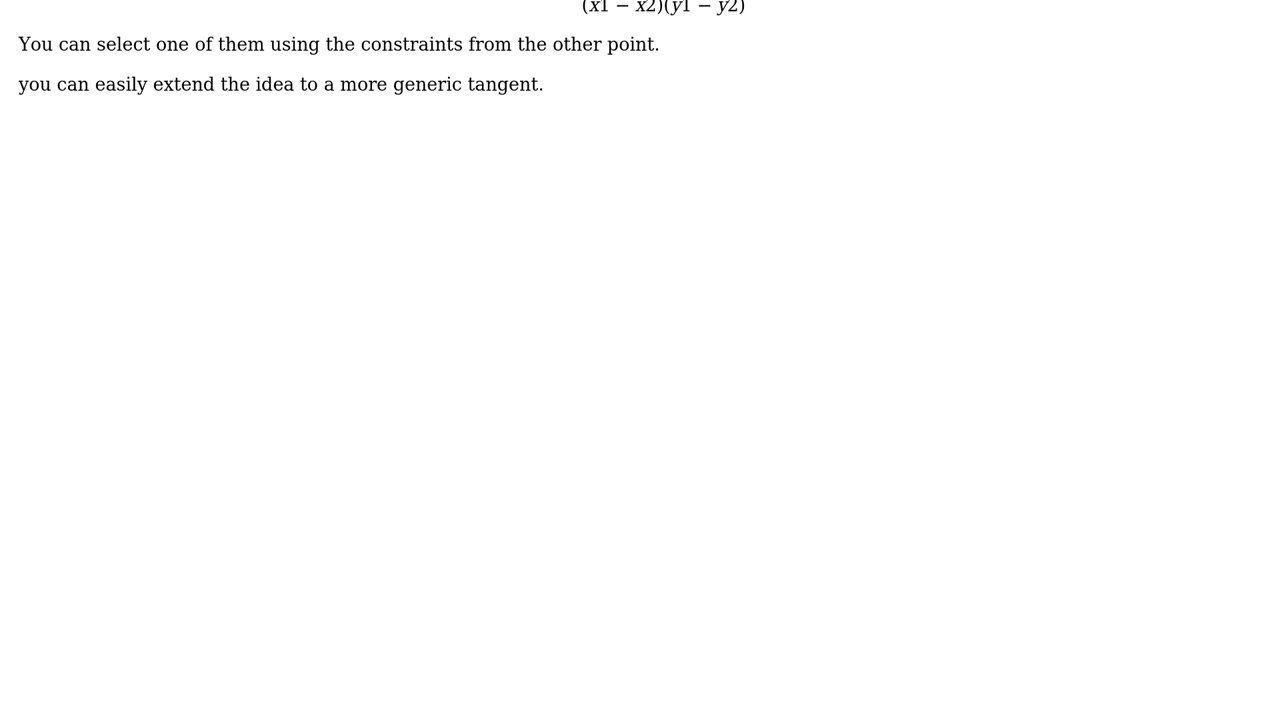 (x1 − x2)(y1 − y2)
You can select one of them using the constraints from the other point.
you can easily extend the idea to a more generic tangent.